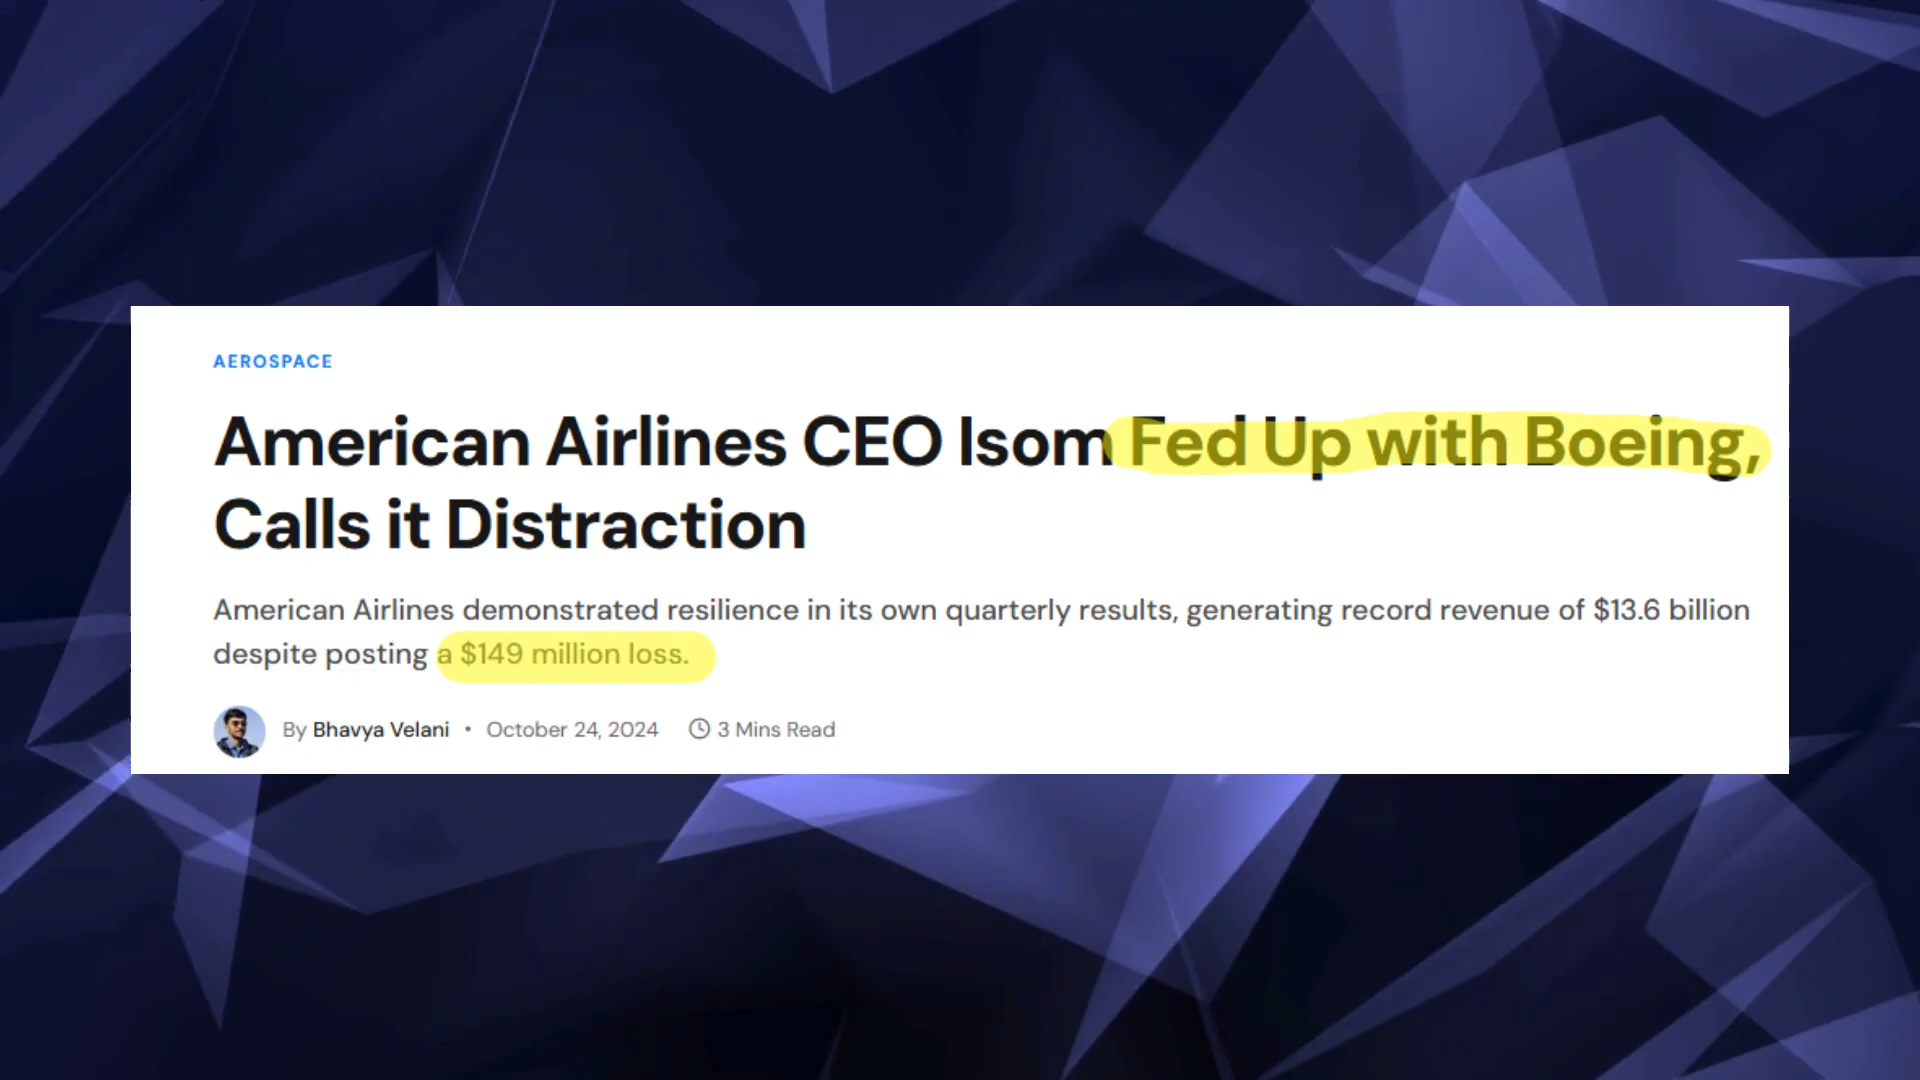 AEROSPACE
American Airlines CEO Isom Fed Up with Boeing,
Calls it Distraction
American Airlines demonstrated resilience in its own quarterly results, generating record revenue of $13.6 billion
despite posting a $149 million loss.
By Bhavya Velani • October 24, 2024 3 Mins Read